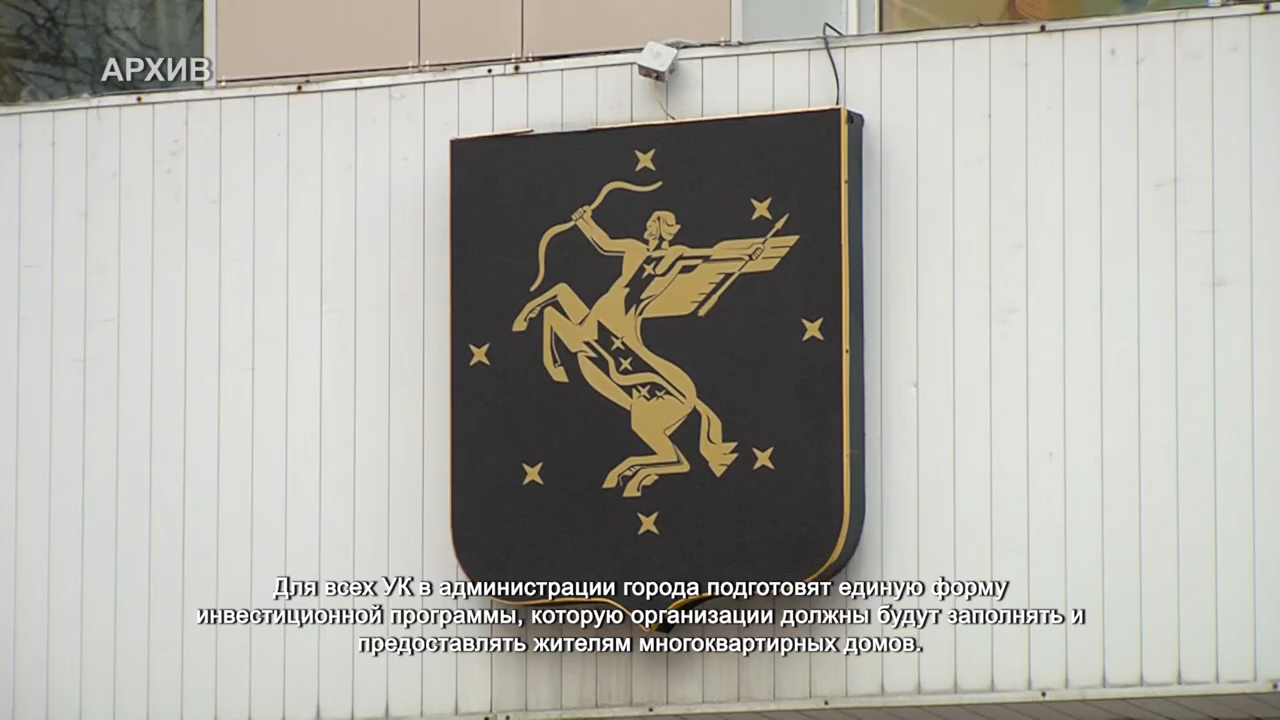 АРХИВ
Для всех УК в администрации города подготовят единую форму
инвестиционной программы, которую организации должны будут заполнять и
предоставлять жителям многоквартирных домов.